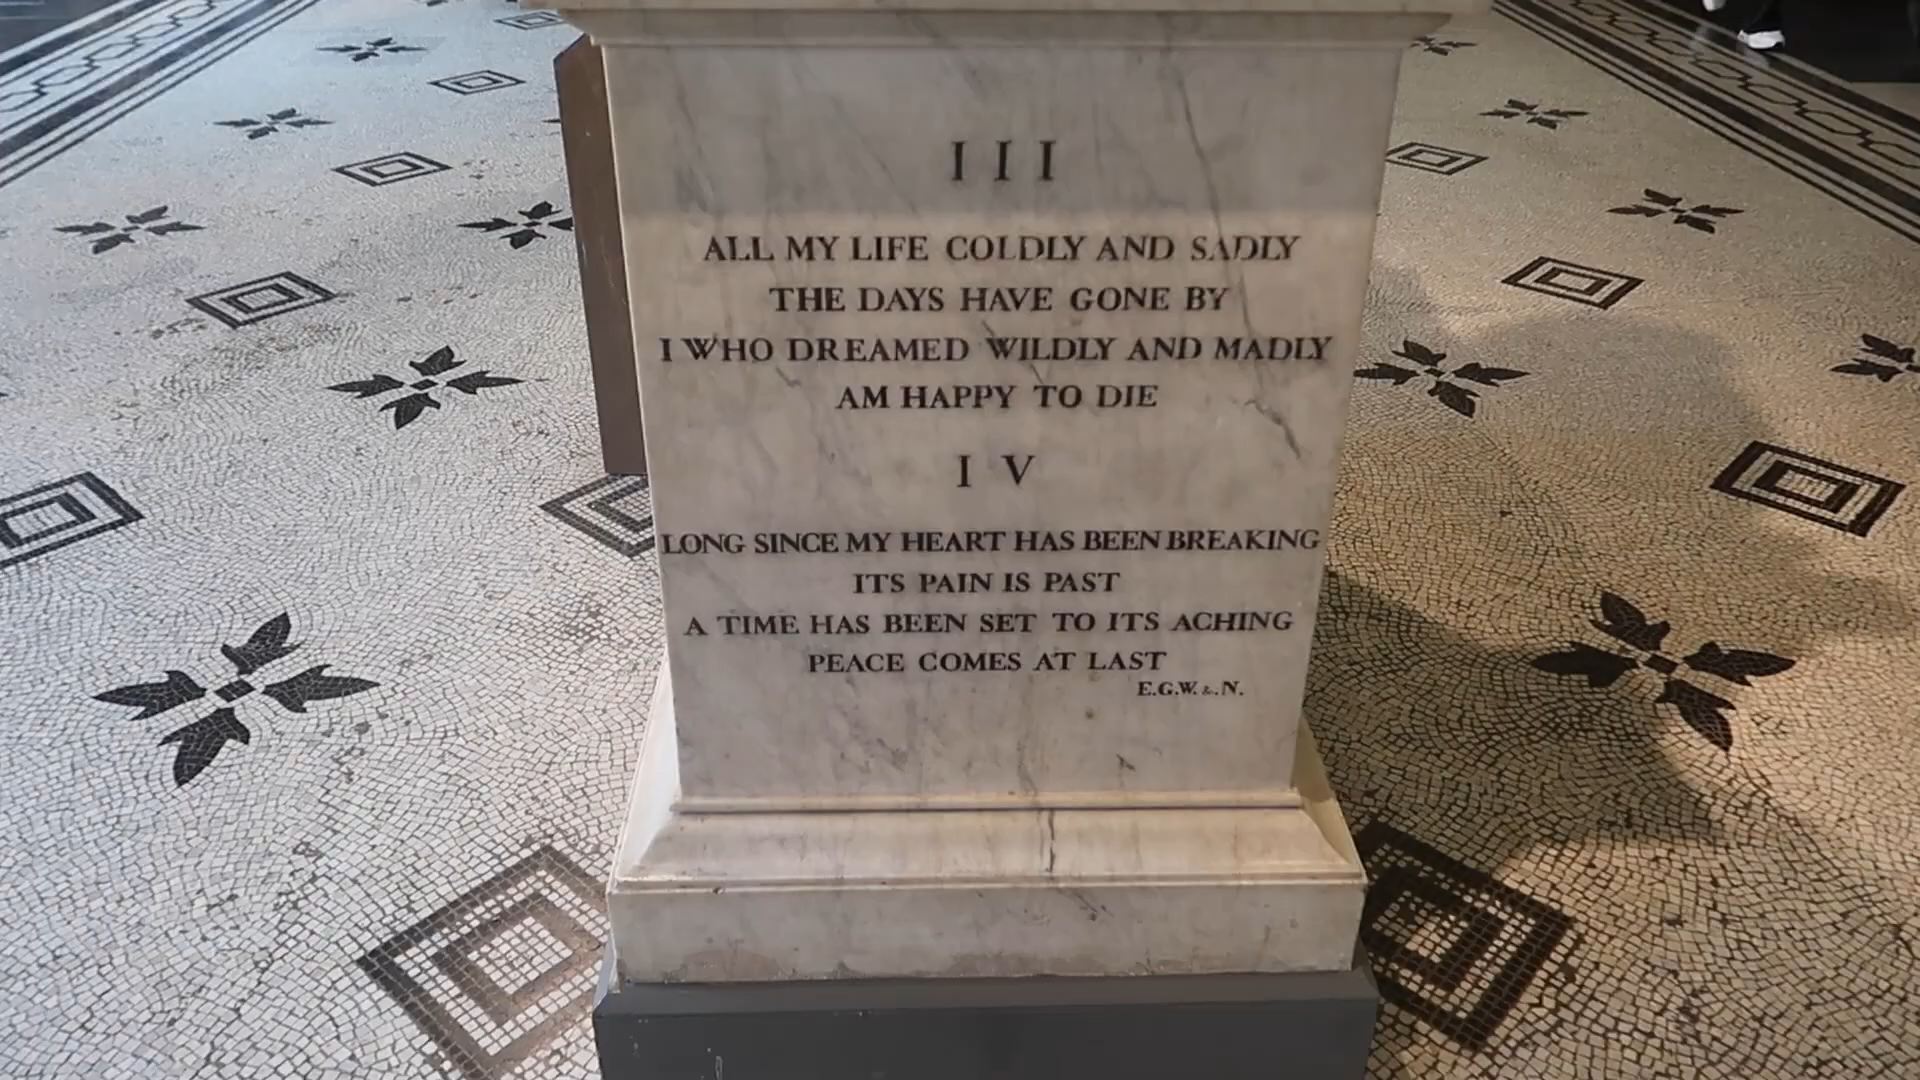 III
ALL MY LIFE COLDLY AND SADLY
THE DAYS HAVE GONE BY
I WHO DREAMED WILDLY AND MADLY
AM HAPPY TO DIE
IV
LONG SINCE MY HEART HAS BEEN BREAKING
ITS PAIN IS PAST
A TIME HAS BEEN SET TO ITS ACHING
PEACE COMES AT LAST
E.G.W. &. N.